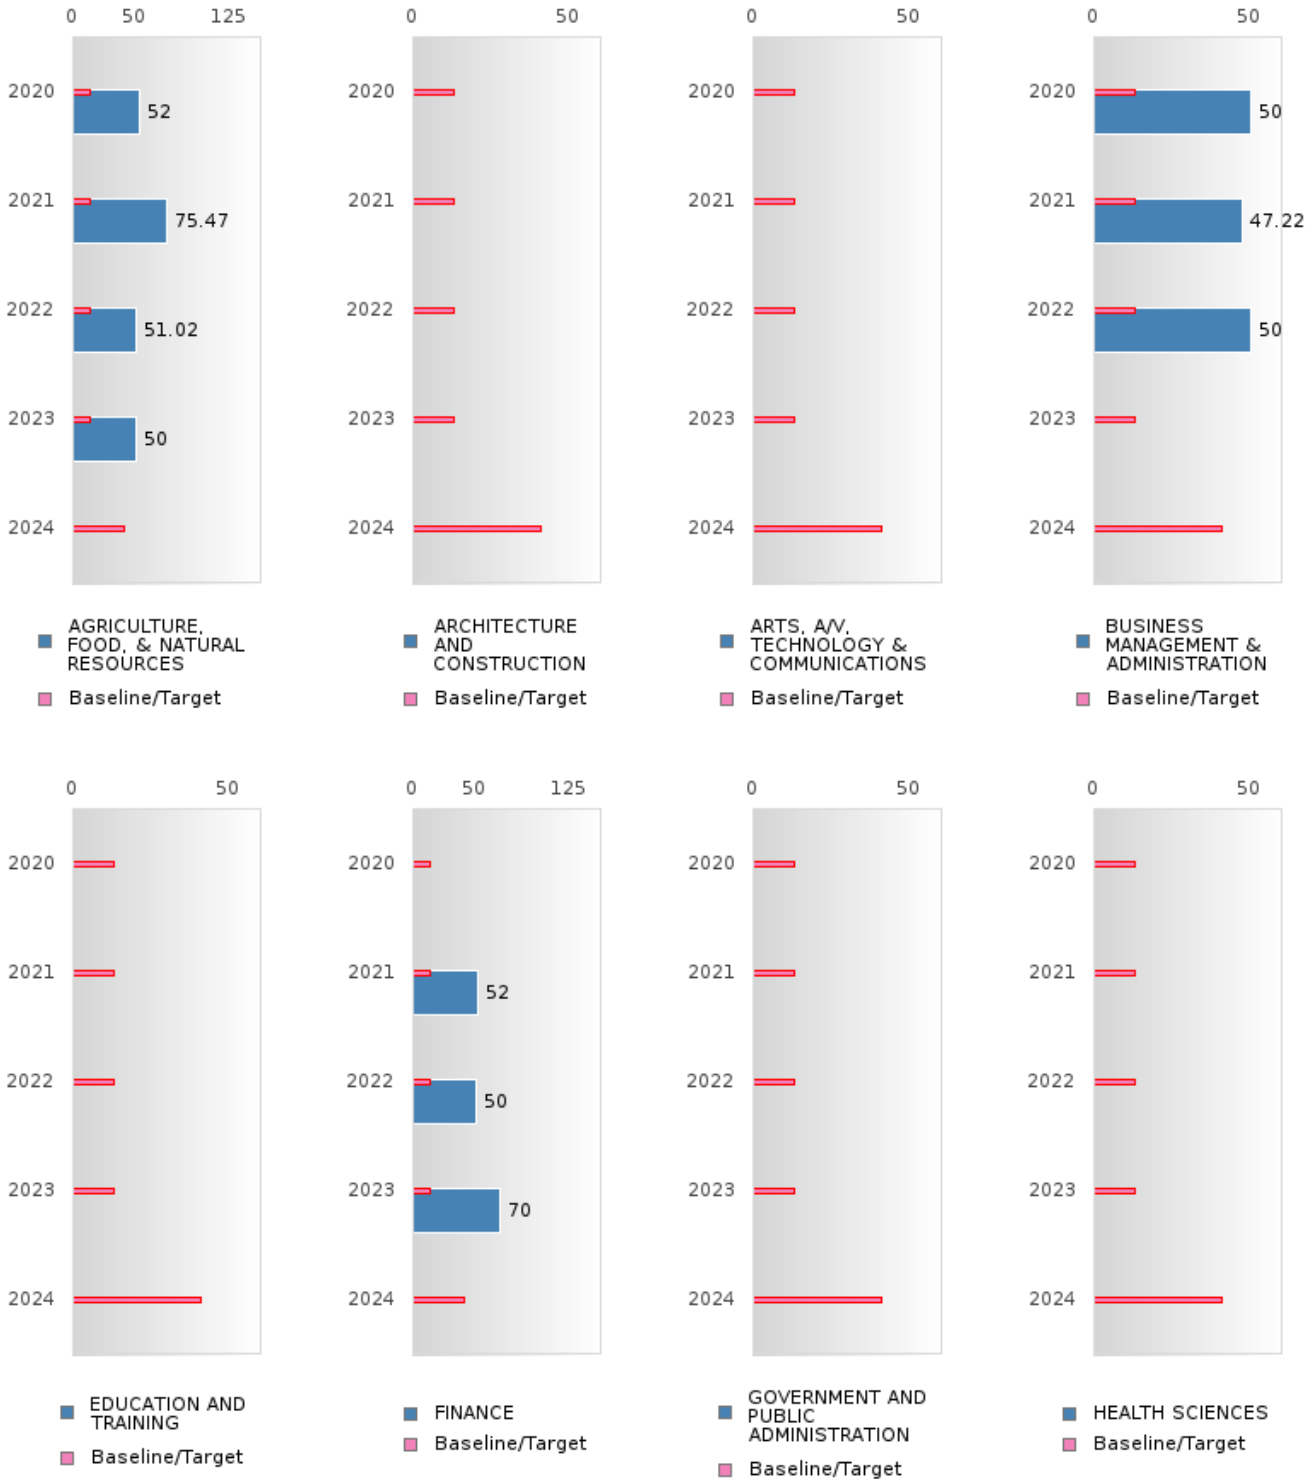 0 50 125
2020
52
2021
75.47
2022
51.02
2023
50
2024
AGRICULTURE,
FOOD, & NATURAL
RESOURCES
Baseline/Target
0 50
2020
2021
2022
2023
2024
ARCHITECTURE
AND
CONSTRUCTION
Baseline/Target
0 50
2020
2021
2022
2023
2024
ARTS, A/V,
TECHNOLOGY &
COMMUNICATIONS
Baseline/Target
0 50
2020
50
2021
47.22
2022
50
2023
2024
BUSINESS
MANAGEMENT &
ADMINISTRATION
Baseline/Target
0 50
2020
2021
2022
2023
2024
EDUCATION AND
TRAINING
Baseline/Target
0 50 125
2020
2021
52
2022
50
2023
70
2024
FINANCE
Baseline/Target
0 50
2020
2021
2022
2023
2024
GOVERNMENT AND
PUBLIC
ADMINISTRATION
Baseline/Target
0 50
2020
2021
2022
2023
2024
HEALTH SCIENCES
Baseline/Target